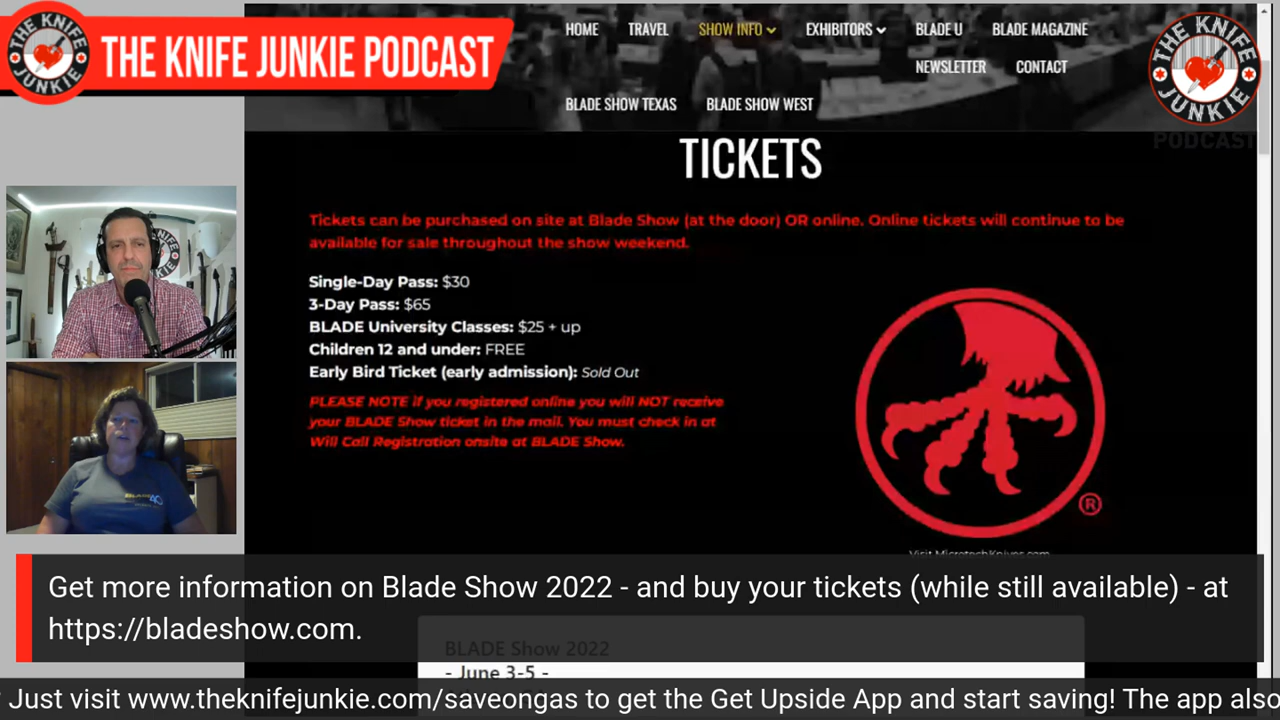 THE KNIFE JUNKIE
THE KNIFE JUNKIE PODCAST
HOME TRAVEL SHOW INFO EXHIBITORS BLADE U BLADE MAGAZINE
NEWSLETTER CONTACT
BLADE SHOW TEXAS BLADE SHOW WEST
THE KNIFE JUNKIE
PODCAST
TICKETS
Tickets can be purchased on site at Blade Show (at the door) OR online. Online tickets will continue to be
available for sale throughout the show weekend.
Single-Day Pass: $30
3-Day Pass: $65
BLADE University Classes: $25 + up
Children 12 and under: FREE
Early Bird Ticket (early admission): Sold Out
PLEASE NOTE if you registered online you will NOT receive
your BLADE Show ticket in the mail. You must check in at
Will Call Registration onsite at BLADE Show.
®
Visit MicrotechKnives.com
Get more information on Blade Show 2022 - and buy your tickets (while still available) - at
https://bladeshow.com.
BLADE Show 2022
- June 3-5 -
Just visit www.theknifejunkie.com/saveongas to get the Get Upside App and start saving! The app also